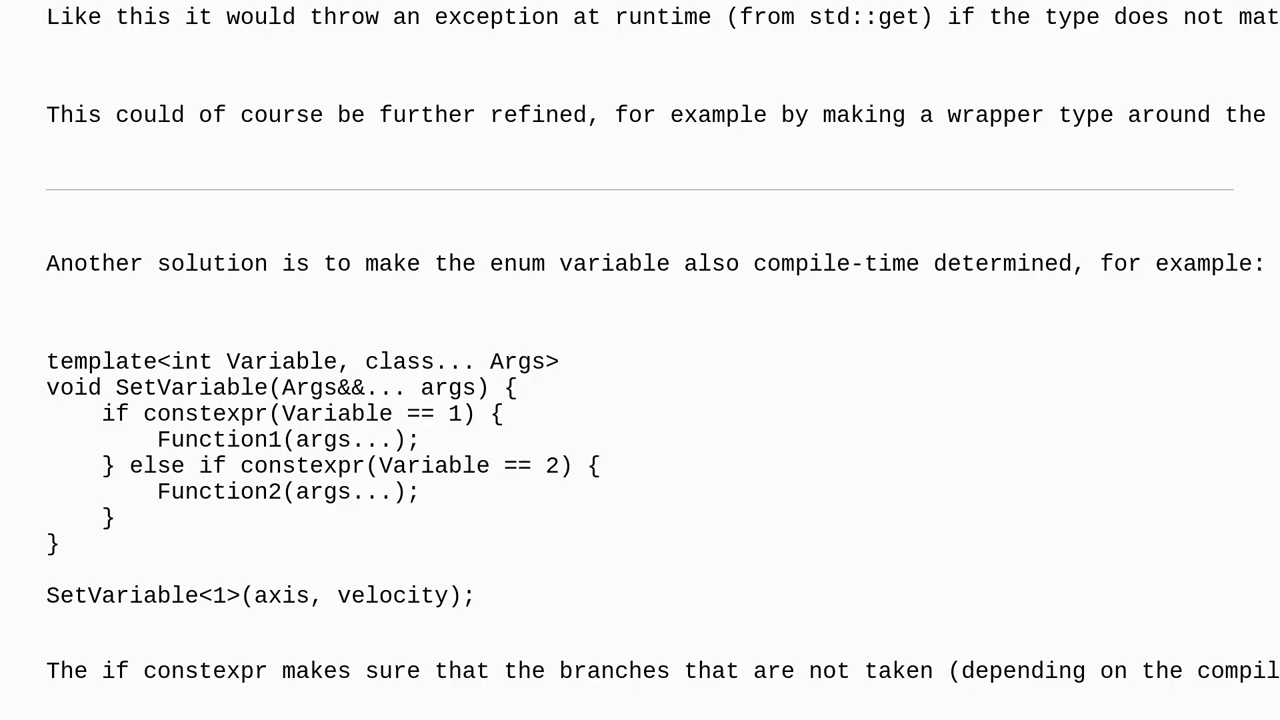 Like this it would throw an exception at runtime (from std::get) if the type does not mat
This could of course be further refined, for example by making a wrapper type around the
Another solution is to make the enum variable also compile-time determined, for example:
template<int Variable, class... Args>
void SetVariable(Args&&... args) {
    if constexpr(Variable == 1) {
        Function1(args...);
    } else if constexpr(Variable == 2) {
        Function2(args...);
    }
}
SetVariable<1>(axis, velocity);
The if constexpr makes sure that the branches that are not taken (depending on the compil